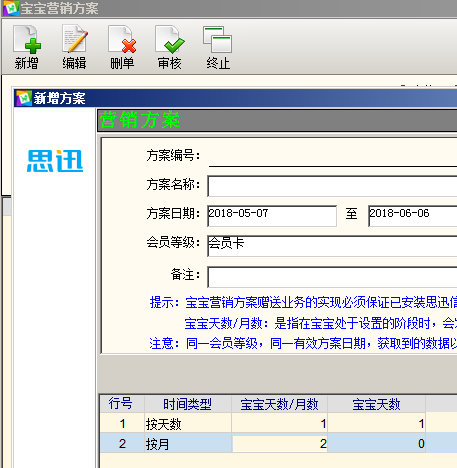 宝宝营销方案
新增 编辑 删单 审核 终止
新增方案
营销方案
思迅
方案编号:
方案名称:
方案日期: 2018-05-07 至 2018-06-06
会员等级: 会员卡
备注:
提示: 宝宝营销方案赠送业务的实现必须保证已安装思迅
宝宝天数/月数: 是指在宝宝处于设置的阶段时, 会
注意: 同一会员等级, 同一有效方案日期, 获取到的数据以
行号 时间类型 宝宝天数/月数 宝宝天数
1 按天数 1 1
2 按月 2 0